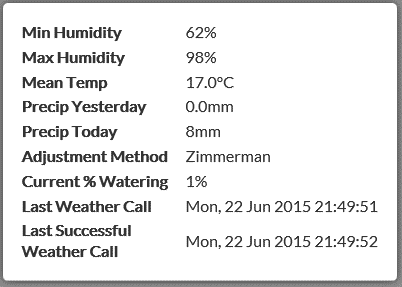 Min Humidity 62%
Max Humidity 98%
Mean Temp 17.0°C
Precip Yesterday 0.0mm
Precip Today 8mm
Adjustment Method Zimmerman
Current % Watering 1%
Last Weather Call Mon, 22 Jun 2015 21:49:51
Last Successful
Weather Call Mon, 22 Jun 2015 21:49:52